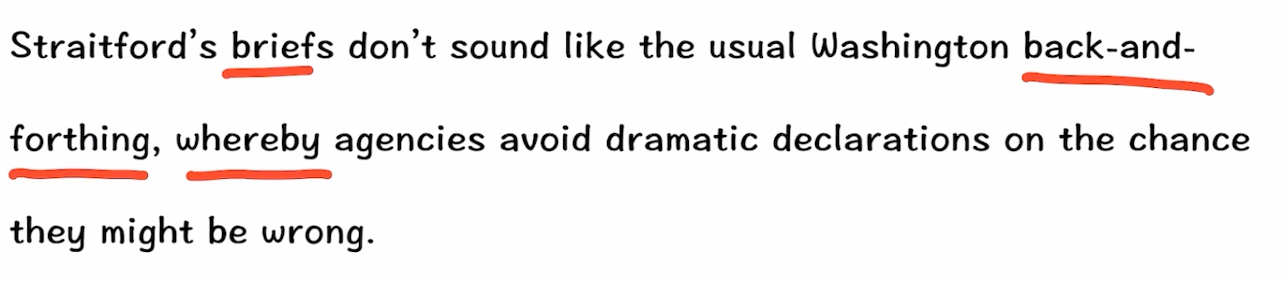 Straitford's briefs don't sound like the usual Washington back-and-
forthing, whereby agencies avoid dramatic declarations on the chance
they might be wrong.